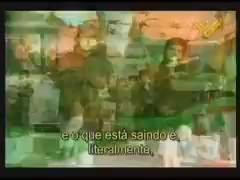 e o que está saindo é,
literalmente,